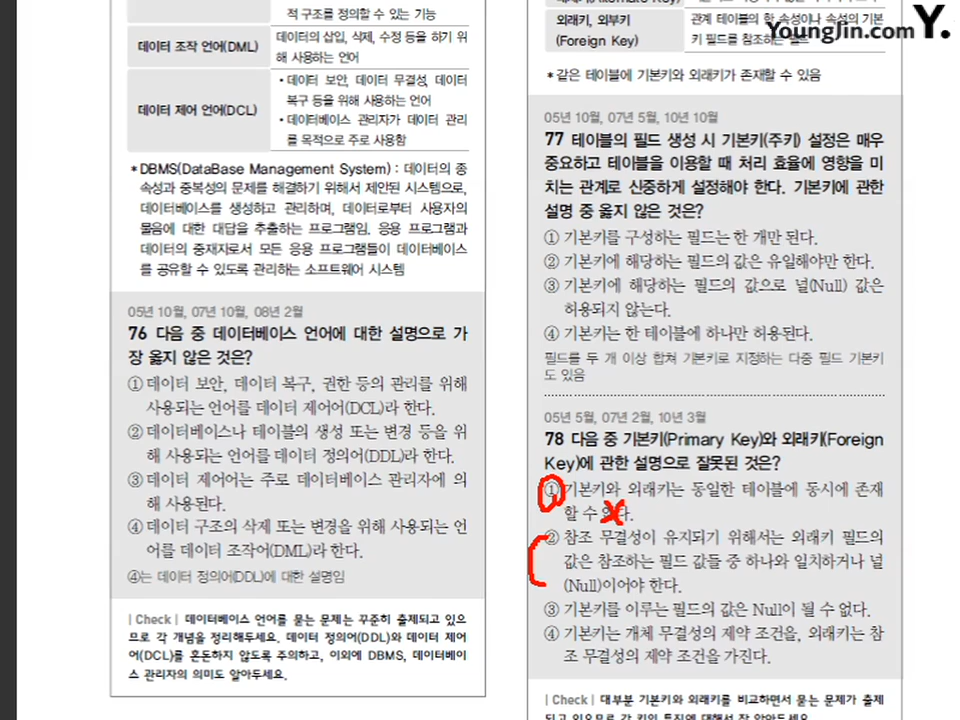 적 구조를 정의할 수 있는 기능
데이터 조작 언어(DML)
데이터의 삽입, 삭제, 수정 등을 하기 위
해 사용하는 언어
데이터 제어 언어(DCL)
• 데이터 보안, 데이터 무결성, 데이터
복구 등을 위해 사용하는 언어
• 데이터베이스 관리자가 데이터 관리
를 목적으로 주로 사용함
* DBMS(DataBase Management System) : 데이터의 종
속성과 중복성의 문제를 해결하기 위해서 제안된 시스템으로,
데이터베이스를 생성하고 관리하며, 데이터로부터 사용자의
물음에 대한 대답을 추출하는 프로그램임. 응용 프로그램과
데이터의 중재자로서 모든 응용 프로그램들이 데이터베이스
를 공유할 수 있도록 관리하는 소프트웨어 시스템
05년 10월, 07년 10월, 08년 2월
76 다음 중 데이터베이스 언어에 대한 설명으로 가
장 옳지 않은 것은?
① 데이터 보안, 데이터 복구, 권한 등의 관리를 위해
사용되는 언어를 데이터 제어어(DCL)라 한다.
② 데이터베이스나 테이블의 생성 또는 변경 등을 위
해 사용되는 언어를 데이터 정의어(DDL)라 한다.
③ 데이터 제어어는 주로 데이터베이스 관리자에 의
해 사용된다.
④ 데이터 구조의 삭제 또는 변경을 위해 사용되는 언
어를 데이터 조작어(DML)라 한다.
④는 데이터 정의어(DDL)에 대한 설명임
| Check | 데이터베이스 언어를 묻는 문제는 꾸준히 출제되고 있으
므로 각 개념을 정리해두세요. 데이터 정의어(DDL)와 데이터 제어
어(DCL)를 혼돈하지 않도록 주의하고, 이외에 DBMS, 데이터베이
스 관리자의 의미도 알아두세요.
외래키, 외부키
(Foreign Key)
관계 테이블의 한 속성이나 속성의 기본
키 필드를 참조하는 필드
YoungJin.com Y.
* 같은 테이블에 기본키와 외래키가 존재할 수 있음
05년 10월, 07년 5월, 10년 10월
77 테이블의 필드 생성 시 기본키(주키) 설정은 매우
중요하고 테이블을 이용할 때 처리 효율에 영향을 미
치는 관계로 신중하게 설정해야 한다. 기본키에 관한
설명 중 옳지 않은 것은?
① 기본키를 구성하는 필드는 한 개만 된다.
② 기본키에 해당하는 필드의 값은 유일해야만 한다.
③ 기본키에 해당하는 필드의 값으로 널(Null) 값은
허용되지 않는다.
④ 기본키는 한 테이블에 하나만 허용된다.
필드를 두 개 이상 합쳐 기본키로 지정하는 다중 필드 기본키
도 있음
05년 5월, 07년 2월, 10년 3월
78 다음 중 기본키(Primary Key)와 외래키(Foreign
Key)에 관한 설명으로 잘못된 것은?
① 기본키와 외래키는 동일한 테이블에 동시에 존재
할 수 없다.
② 참조 무결성이 유지되기 위해서는 외래키 필드의
값은 참조하는 필드 값들 중 하나와 일치하거나 널
(Null)이어야 한다.
③ 기본키를 이루는 필드의 값은 Null이 될 수 없다.
④ 기본키는 개체 무결성의 제약 조건을, 외래키는 참
조 무결성의 제약 조건을 가진다.
| Check | 대부분 기본키와 외래키를 비교하면서 묻는 문제가 출제